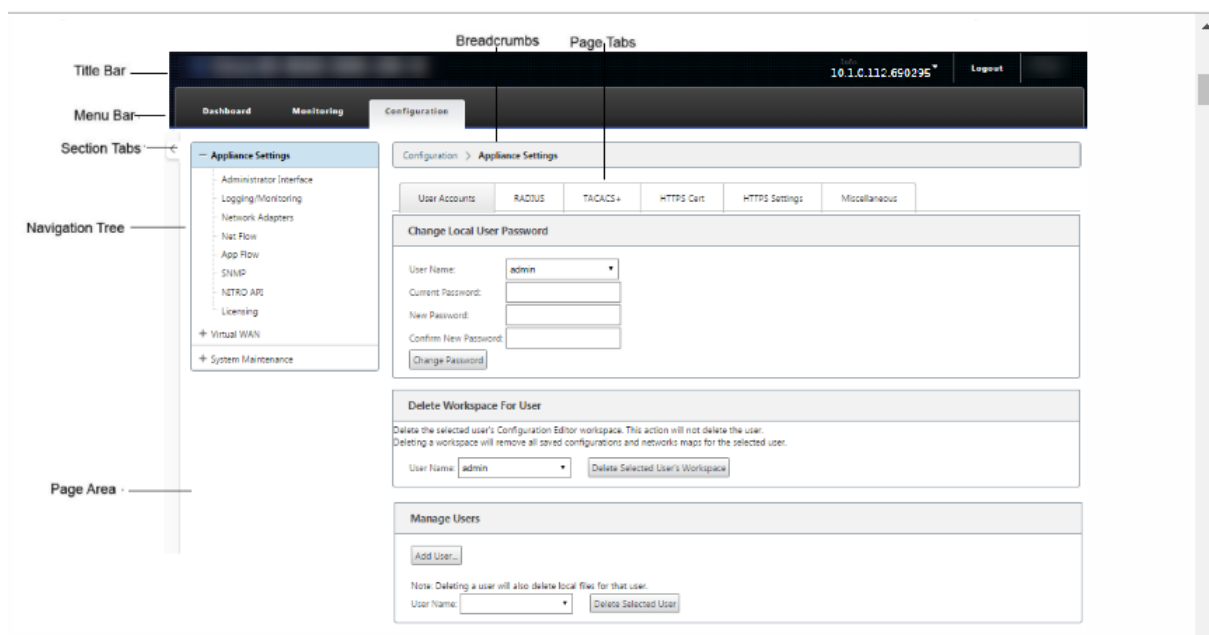 Breadcrumbs Page Tabs
Title Bar
Info
10.1.0.112.690295
Logout
Menu Bar
Dashboard Monitoring Configuration
Section Tabs
− Appliance Settings
Configuration > Appliance Settings
Administrator Interface
Logging/Monitoring
Network Adapters
Net Flow
App Flow
SNMP
NITRO API
Licensing
+ Virtual WAN
+ System Maintenance
Navigation Tree
User Accounts RADIUS TACACS+ HTTPS Cert HTTPS Settings Miscellaneous
Change Local User Password
User Name: admin
Current Password:
New Password:
Confirm New Password:
Change Password
Delete Workspace For User
Delete the selected user's Configuration Editor workspace. This action will not delete the user.
Deleting a workspace will remove all saved configurations and networks maps for the selected user.
User Name: admin Delete Selected User's Workspace
Page Area
Manage Users
Add User...
Note: Deleting a user will also delete local files for that user.
User Name: Delete Selected User